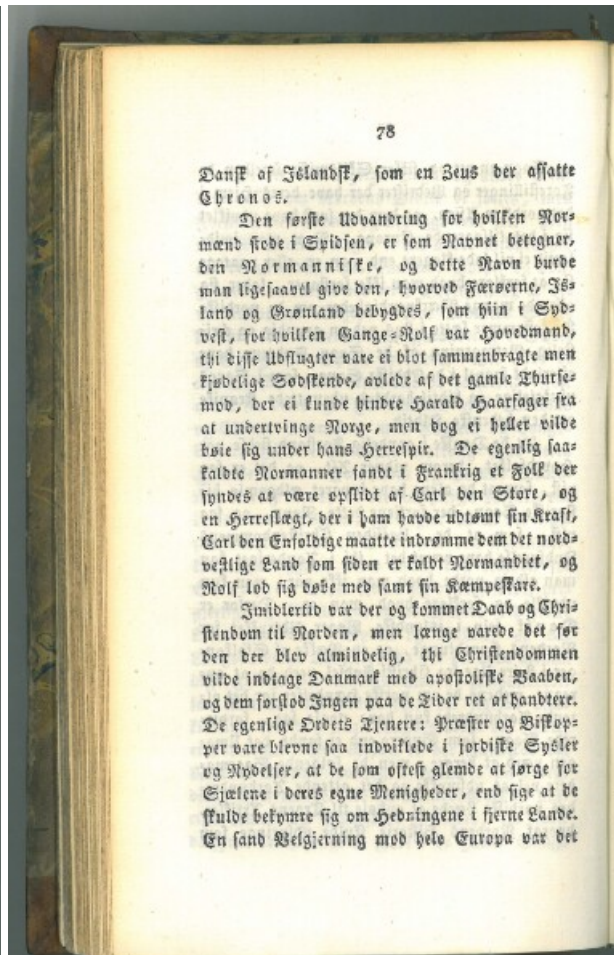 78
Dansk af Islandsk, som en Zeus der afsatte
Chronos.
Den første Udvandring for hvilken Nor=
mænd stode i Spidsen, er som Navnet betegner,
den Normanniske, og dette Navn burde
man ligesaavel give den, hvorved Færøerne, Is=
land og Grønland bebygdes, som hiin i Syd=
vest, for hvilken Gange=Rolf var Hovedmand,
thi disse Udflugter vare ei blot sammenbragte men
kjødelige Sødskende, avlede af det gamle Thurse=
mod, der ei kunde hindre Harald Haarfager fra
at undertvinge Norge, men dog ei heller vilde
bøie sig under hans Herrespir. De egenlig saa=
kaldte Normanner fandt i Frankrig et Folk der
syndes at være opslidt af Carl den Store, og
en Herreslægt, der i ham havde udtømt sin Kraft,
Carl den Enfoldige maatte indrømme dem det nord=
vestlige Land som siden er kaldt Normandiet, og
Rolf lod sig døbe med samt sin Kæmpeskare.
Imidlertid var der og kommet Daab og Chri=
stendom til Norden, men længe varede det før
den der blev almindelig, thi Christendommen
vilde indtage Danmark med apostoliske Vaaben,
og dem forstod Ingen paa de Tider ret at handtere.
De egenlige Ordets Tjenere: Præster og Biskop=
per vare blevne saa indviklede i jordiske Sysler
og Nydelser, at de som oftest glemde at sørge for
Sjælene i deres egne Menigheder, end sige at de
skulde bekymre sig om Hedningene i fjerne Lande.
En sand Velgjerning mod hele Europa var det